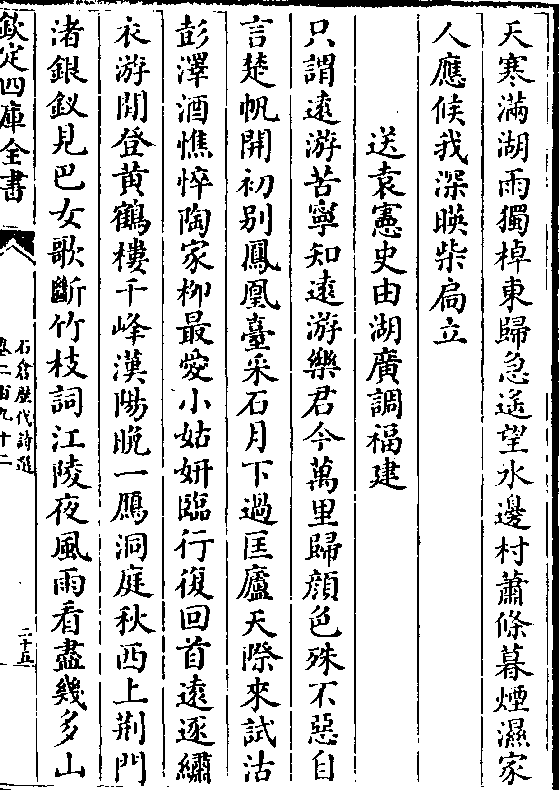 天寒滿湖雨獨棹東歸急遥望水邊村蕭條暮煙濕家
人應候我深暎柴扃立
送袁憲史由湖廣調福建
只謂逺游苦寧知逺游樂君今萬里歸顔色殊不惡自
言楚帆開初别鳳凰臺采石月下過匡廬天際來試沽
彭澤酒憔悴陶家柳最愛小姑妍臨行復回首逺逐繡
衣游閒登黄鶴樓千峰漢陽晚一鴈洞庭秋西上荆門
渚銀釵見巴女歌斷竹枝詞江陵夜風雨看盡幾多山
欽定四庫全書
石倉歴代詩選
卷二百九十二
二十五